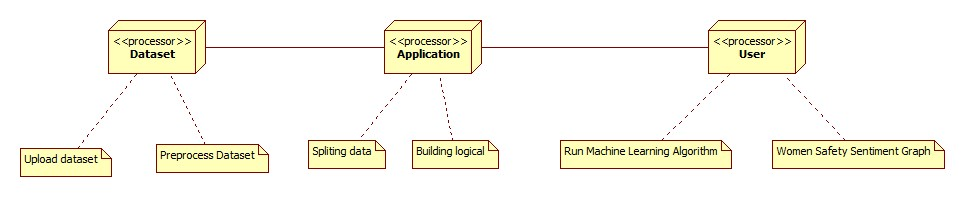 <<processor>>
Dataset
<<processor>>
Application
<<processor>>
User
Upload dataset
Preprocess Dataset
Spliting data
Building logical
Run Machine Learning Algorithm
Women Safety Sentiment Graph